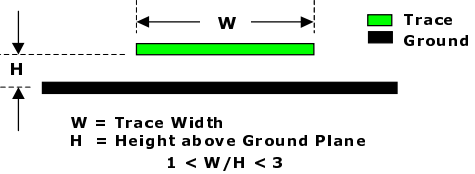 W
Trace
Ground
H
W = Trace Width
H = Height above Ground Plane
1 < W/H < 3